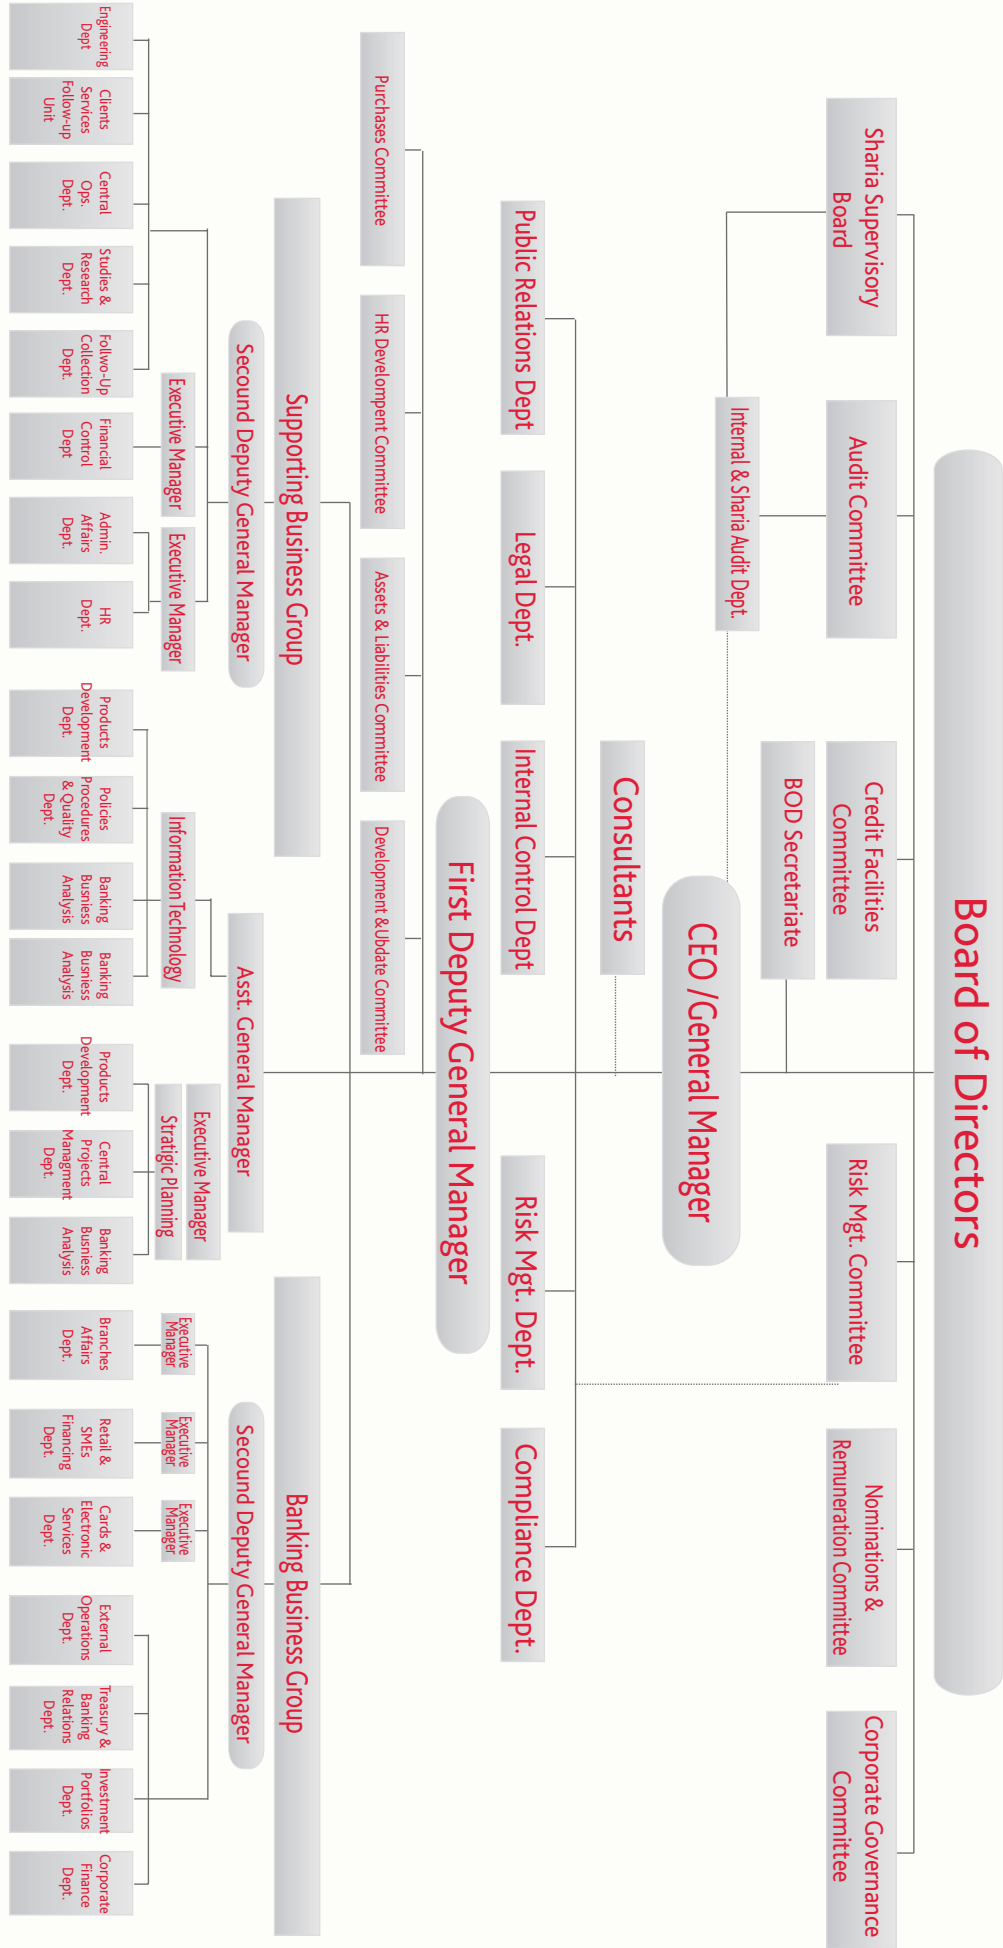 Board of Directors
Sharia Supervisory
Board
Audit Committee
Credit Facilities
Committee
Risk Mgt. Committee
Nominations &
Remuneration Committee
Corporate Governance
Committee
BOD Secretariate
Internal & Sharia Audit Dept.
CEO /General Manager
Consultants
Public Relations Dept
Legal Dept.
Internal Control Dept
Risk Mgt. Dept.
Compliance Dept.
First Deputy General Manager
Purchases Committee
HR Develompent Committee
Assets & Liabilities Committee
Development &Ubdate Committee
Supporting Business Group
Banking Business Group
Secound Deputy General Manager
Asst. General Manager
Secound Deputy General Manager
Executive Manager
Executive Manager
Information Technology
Executive Manager
Stratigic Planning
Executive
Manager
Executive
Manager
Executive
Manager
Engineering
Dept
Clients
Services
Follow-up
Unit
Central
Ops.
Dept.
Studies &
Research
Dept.
Follwo-Up
Collection
Dept.
Financial
Control
Dept
Admin.
Affairs
Dept.
HR
Dept.
Products
Development
Dept.
Policies
Procedures
& Quality
Dept.
Banking
Busniess
Analysis
Banking
Busniess
Analysis
Products
Development
Dept.
Central
Projects
Managment
Dept.
Banking
Busniess
Analysis
Branches
Affairs
Dept.
Retail &
SMEs
Financing
Dept.
Cards &
Electronic
Services
Dept.
External
Operations
Dept.
Treasury &
Banking
Relations
Dept.
Investment
Portfolios
Dept.
Corporate
Finance
Dept.